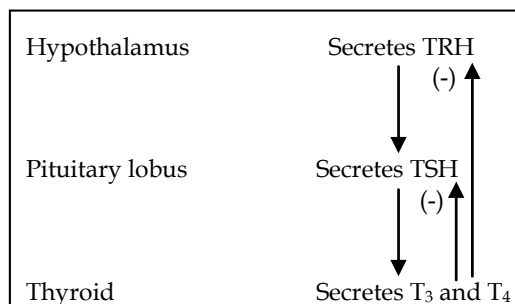 Hypothalamus Secretes TRH
(-)
Pituitary lobus Secretes TSH
(-)
Thyroid Secretes T₃ and T₄